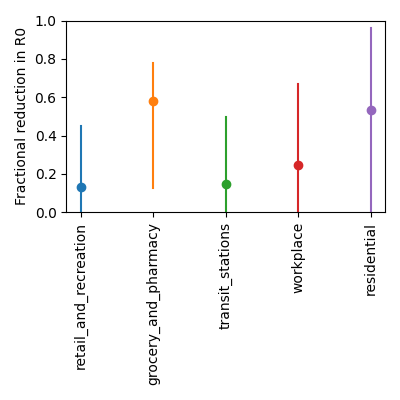 Fractional reduction in R0
1.0
0.8
0.6
0.4
0.2
0.0
retail_and_recreation
grocery_and_pharmacy
transit_stations
workplace
residential